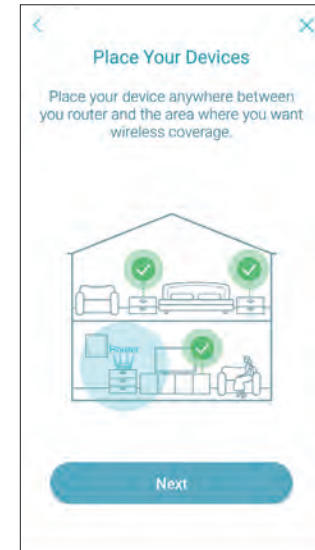 Place Your Devices
Place your device anywhere between
you router and the area where you want
wireless coverage.
Router
Next